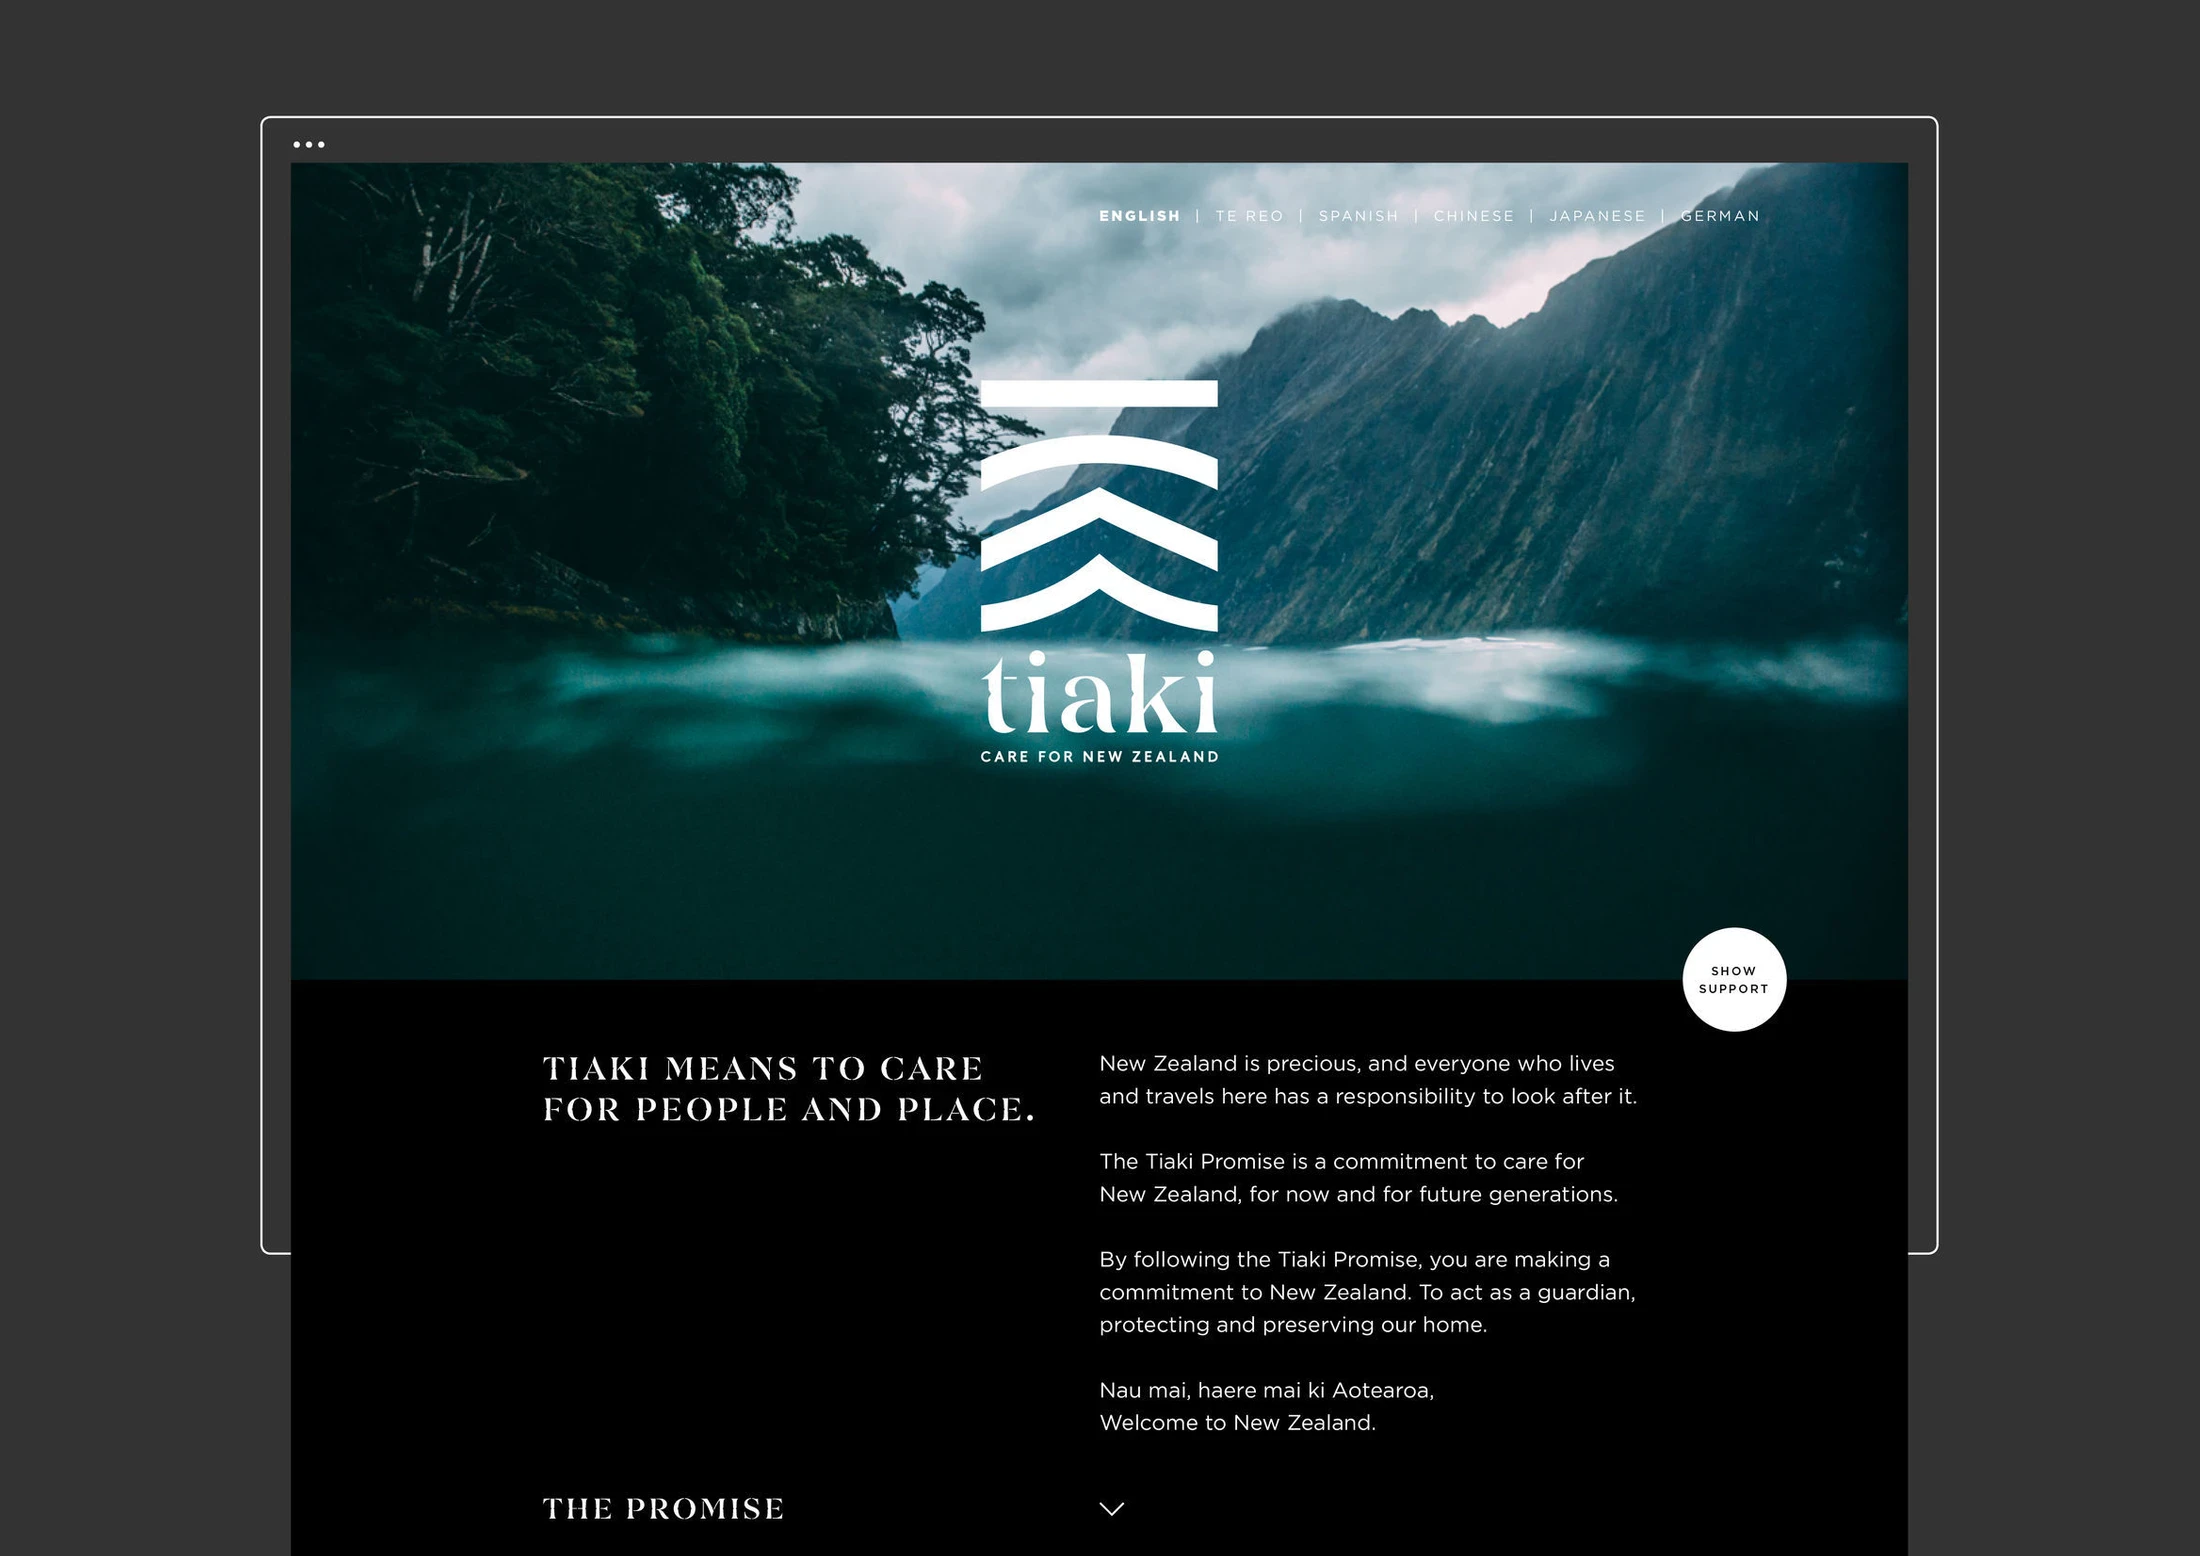 ENGLISH | TE REO | SPANISH | CHINESE | JAPANESE | GERMAN
tiaki
CARE FOR NEW ZEALAND
SHOW
SUPPORT
TIAKI MEANS TO CARE
FOR PEOPLE AND PLACE.
New Zealand is precious, and everyone who lives
and travels here has a responsibility to look after it.
The Tiaki Promise is a commitment to care for
New Zealand, for now and for future generations.
By following the Tiaki Promise, you are making a
commitment to New Zealand. To act as a guardian,
protecting and preserving our home.
Nau mai, haere mai ki Aotearoa,
Welcome to New Zealand.
THE PROMISE